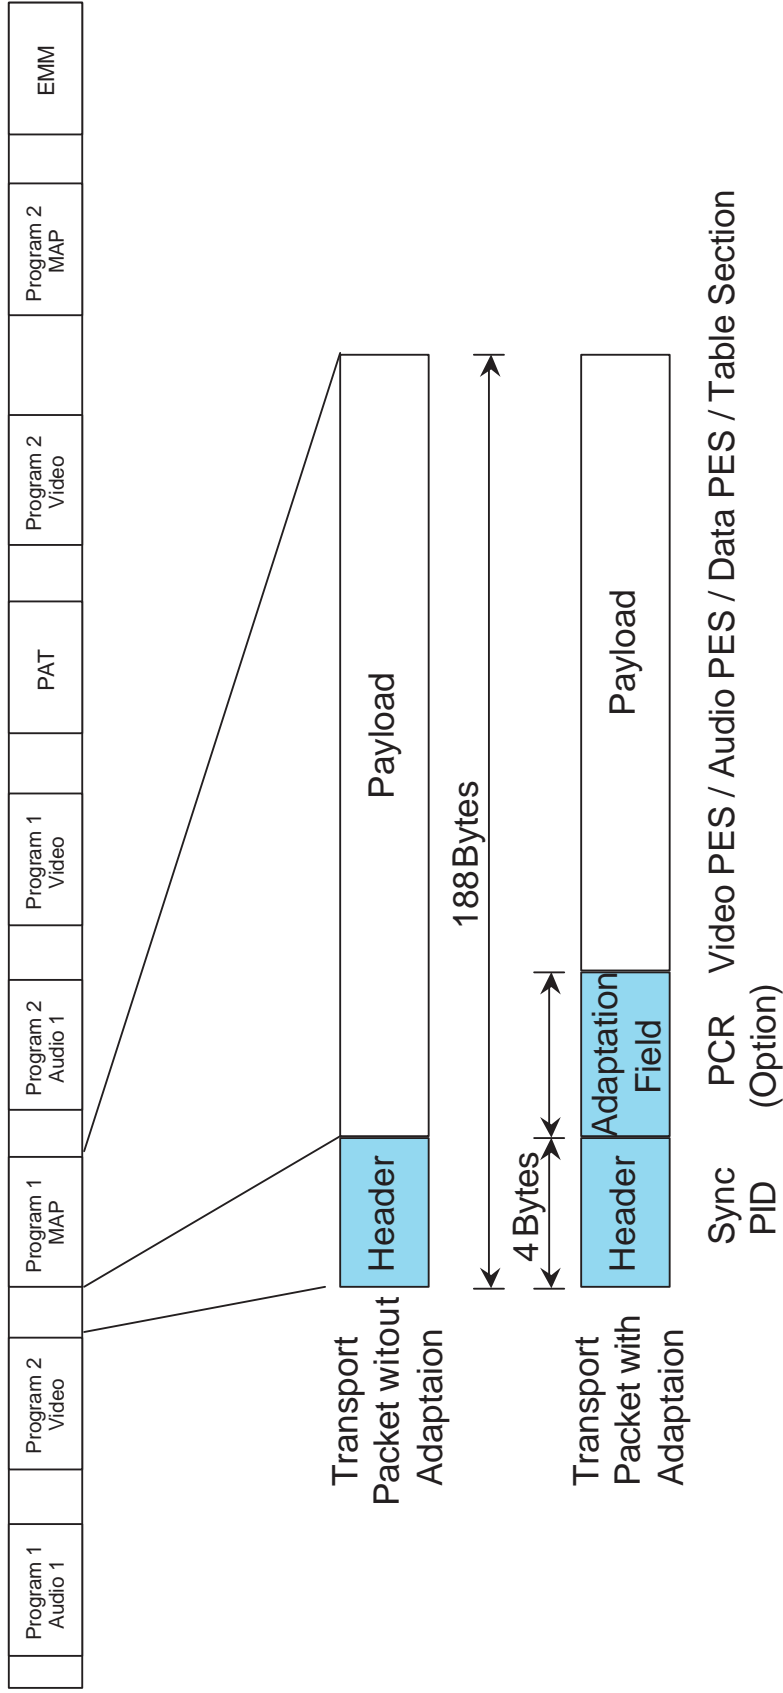 Program 1
Audio 1
Program 2
Video
Program 1
MAP
Program 2
Audio 1
Program 1
Video
PAT
Program 2
Video
Program 2
MAP
EMM
Transport
Packet witout
Adaptaion
Header
Payload
188Bytes
4 Bytes
Transport
Packet with
Adaptaion
Header
Adaptation
Field
Payload
Sync
PID
PCR
(Option)
Video PES / Audio PES / Data PES / Table Section